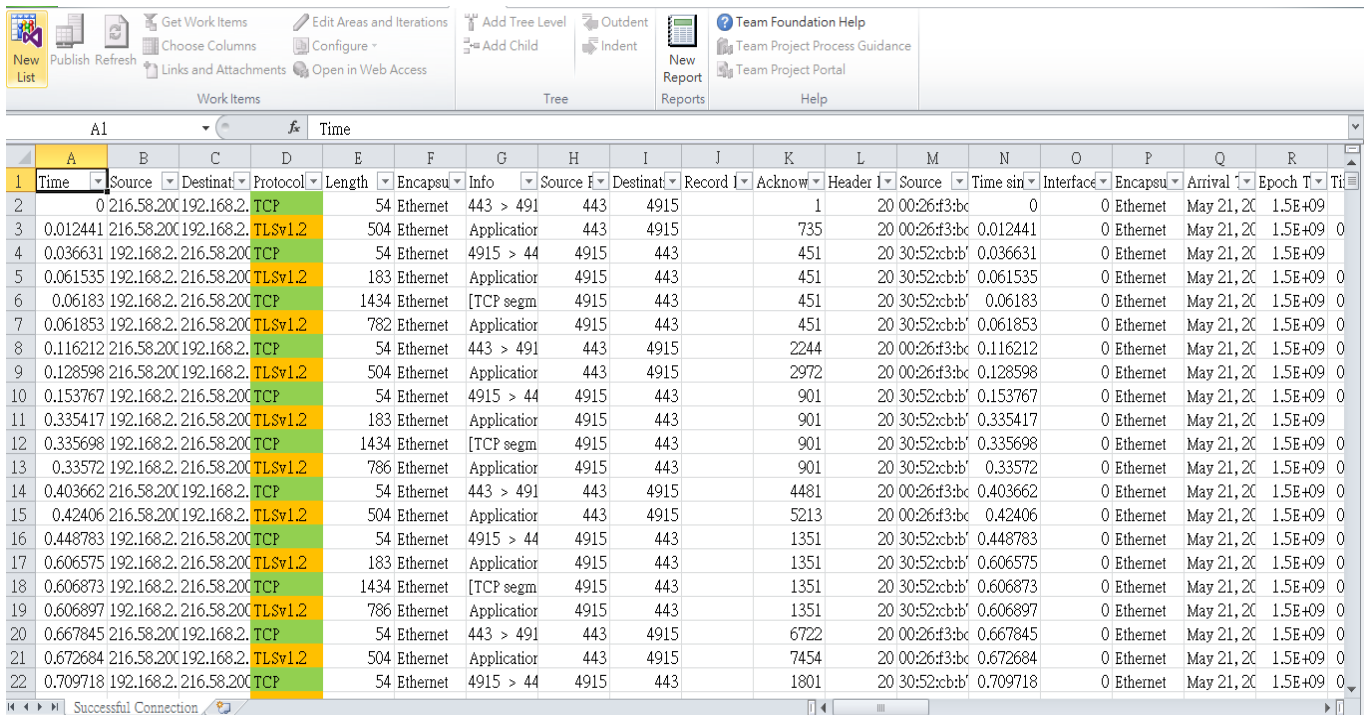 Get Work Items Edit Areas and Iterations Add Tree Level Outdent Team Foundation Help
New List Publish Refresh Choose Columns Configure Add Child Indent New Report Team Project Process Guidance
Links and Attachments Open in Web Access Team Project Portal
Work Items Tree Reports Help
A1 fx Time
A B C D E F G H I J K L M N O P Q R
1 Time Source Destinat Protocol Length Encapsu Info Source Destinat Record Acknow Header Source Time sin Interface Encapsu Arrival Epoch T
2 0 216.58.200 192.168.2. TCP 54 Ethernet 443 > 491 443 4915 1 20 00:26:f3:bc 0 0 Ethernet May 21, 20 1.5E+09
3 0.012441 216.58.200 192.168.2. TLSv1.2 504 Ethernet Application 443 4915 735 20 00:26:f3:bc 0.012441 0 Ethernet May 21, 20 1.5E+09 0
4 0.036631 192.168.2. 216.58.200 TCP 54 Ethernet 4915 > 44 4915 443 451 20 30:52:cb:b 0.036631 0 Ethernet May 21, 20 1.5E+09
5 0.061535 192.168.2. 216.58.200 TLSv1.2 183 Ethernet Application 4915 443 451 20 30:52:cb:b 0.061535 0 Ethernet May 21, 20 1.5E+09 0
6 0.06183 192.168.2. 216.58.200 TCP 1434 Ethernet [TCP segm 4915 443 451 20 30:52:cb:b 0.06183 0 Ethernet May 21, 20 1.5E+09 0
7 0.061853 192.168.2. 216.58.200 TLSv1.2 782 Ethernet Application 4915 443 451 20 30:52:cb:b 0.061853 0 Ethernet May 21, 20 1.5E+09 0
8 0.116212 216.58.200 192.168.2. TCP 54 Ethernet 443 > 491 443 4915 2244 20 00:26:f3:bc 0.116212 0 Ethernet May 21, 20 1.5E+09 0
9 0.128598 216.58.200 192.168.2. TLSv1.2 504 Ethernet Application 443 4915 2972 20 00:26:f3:bc 0.128598 0 Ethernet May 21, 20 1.5E+09 0
10 0.153767 192.168.2. 216.58.200 TCP 54 Ethernet 4915 > 44 4915 443 901 20 30:52:cb:b 0.153767 0 Ethernet May 21, 20 1.5E+09 0
11 0.335417 192.168.2. 216.58.200 TLSv1.2 183 Ethernet Application 4915 443 901 20 30:52:cb:b 0.335417 0 Ethernet May 21, 20 1.5E+09
12 0.335698 192.168.2. 216.58.200 TCP 1434 Ethernet [TCP segm 4915 443 901 20 30:52:cb:b 0.335698 0 Ethernet May 21, 20 1.5E+09 0
13 0.33572 192.168.2. 216.58.200 TLSv1.2 786 Ethernet Application 4915 443 901 20 30:52:cb:b 0.33572 0 Ethernet May 21, 20 1.5E+09 0
14 0.403662 216.58.200 192.168.2. TCP 54 Ethernet 443 > 491 443 4915 4481 20 00:26:f3:bc 0.403662 0 Ethernet May 21, 20 1.5E+09 0
15 0.42406 216.58.200 192.168.2. TLSv1.2 504 Ethernet Application 443 4915 5213 20 00:26:f3:bc 0.42406 0 Ethernet May 21, 20 1.5E+09 0
16 0.448783 192.168.2. 216.58.200 TCP 54 Ethernet 4915 > 44 4915 443 1351 20 30:52:cb:b 0.448783 0 Ethernet May 21, 20 1.5E+09 0
17 0.606575 192.168.2. 216.58.200 TLSv1.2 183 Ethernet Application 4915 443 1351 20 30:52:cb:b 0.606575 0 Ethernet May 21, 20 1.5E+09 0
18 0.606873 192.168.2. 216.58.200 TCP 1434 Ethernet [TCP segm 4915 443 1351 20 30:52:cb:b 0.606873 0 Ethernet May 21, 20 1.5E+09 0
19 0.606897 192.168.2. 216.58.200 TLSv1.2 786 Ethernet Application 4915 443 1351 20 30:52:cb:b 0.606897 0 Ethernet May 21, 20 1.5E+09 0
20 0.667845 216.58.200 192.168.2. TCP 54 Ethernet 443 > 491 443 4915 6722 20 00:26:f3:bc 0.667845 0 Ethernet May 21, 20 1.5E+09 0
21 0.672684 216.58.200 192.168.2. TLSv1.2 504 Ethernet Application 443 4915 7454 20 00:26:f3:bc 0.672684 0 Ethernet May 21, 20 1.5E+09 0
22 0.709718 192.168.2. 216.58.200 TCP 54 Ethernet 4915 > 44 4915 443 1801 20 30:52:cb:b 0.709718 0 Ethernet May 21, 20 1.5E+09 0
Successful Connection